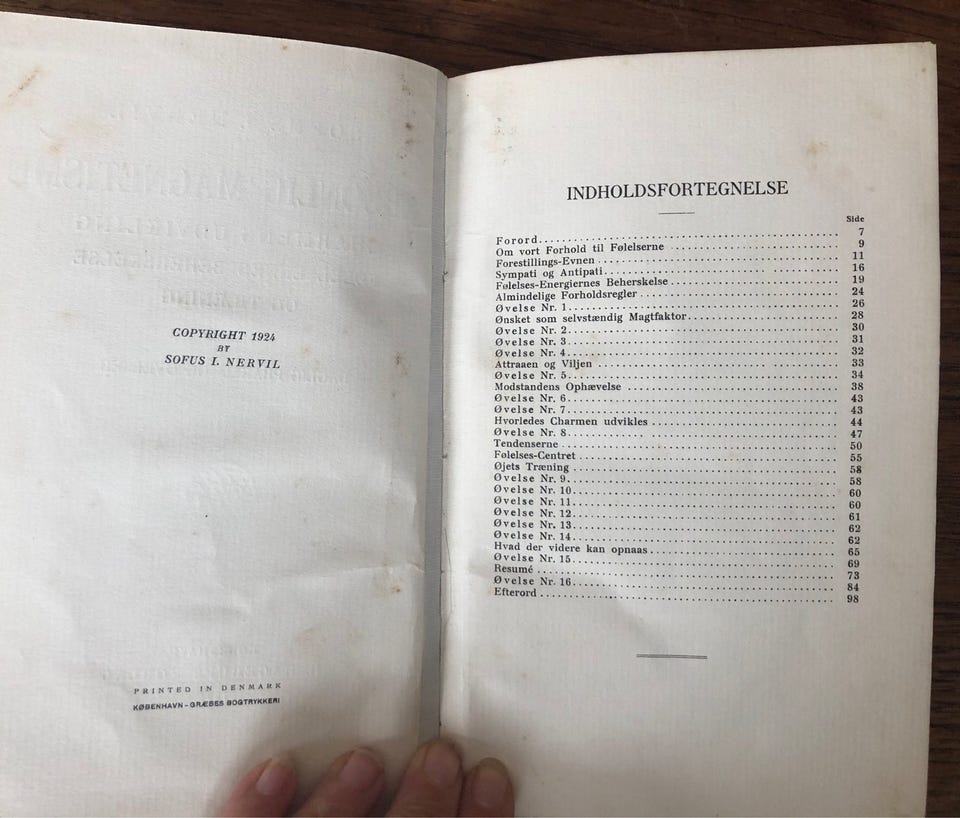 COPYRIGHT 1924
BY
SOFUS I. NERVIL
PRINTED IN DENMARK
KØBENHAVN – GRÆBES BOGTRYKKERI
INDHOLDSFORTEGNELSE
Side
Forord 7
Om vort Forhold til Følelserne 9
Forestillings-Evnen 11
Sympati og Antipati 16
Følelses-Energiernes Beherskelse 19
Almindelige Forholdsregler 24
Øvelse Nr. 1 26
Ønsket som selvstændig Magtfaktor 28
Øvelse Nr. 2 30
Øvelse Nr. 3 31
Øvelse Nr. 4 32
Attraaen og Viljen 33
Øvelse Nr. 5 34
Modstandens Ophævelse 38
Øvelse Nr. 6 43
Øvelse Nr. 7 43
Hvorledes Charmen udvikles 44
Øvelse Nr. 8 47
Tendenserne 50
Følelses-Centret 55
Øjets Træning 58
Øvelse Nr. 9 58
Øvelse Nr. 10 60
Øvelse Nr. 11 60
Øvelse Nr. 12 61
Øvelse Nr. 13 62
Øvelse Nr. 14 62
Hvad der videre kan opnaas 65
Øvelse Nr. 15 69
Resumé 73
Øvelse Nr. 16 84
Efterord 98